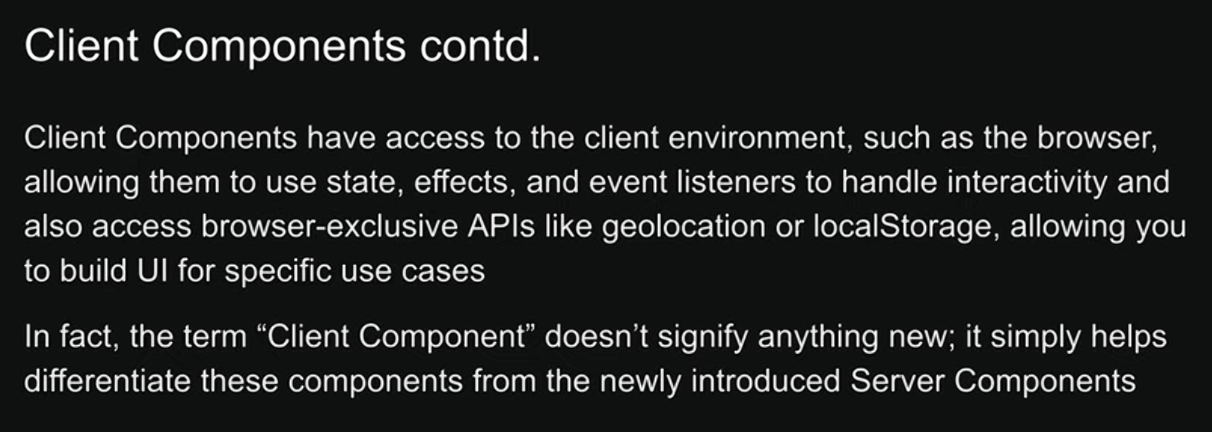 Client Components contd.
Client Components have access to the client environment, such as the browser,
allowing them to use state, effects, and event listeners to handle interactivity and
also access browser-exclusive APIs like geolocation or localStorage, allowing you
to build UI for specific use cases
In fact, the term “Client Component” doesn’t signify anything new; it simply helps
differentiate these components from the newly introduced Server Components